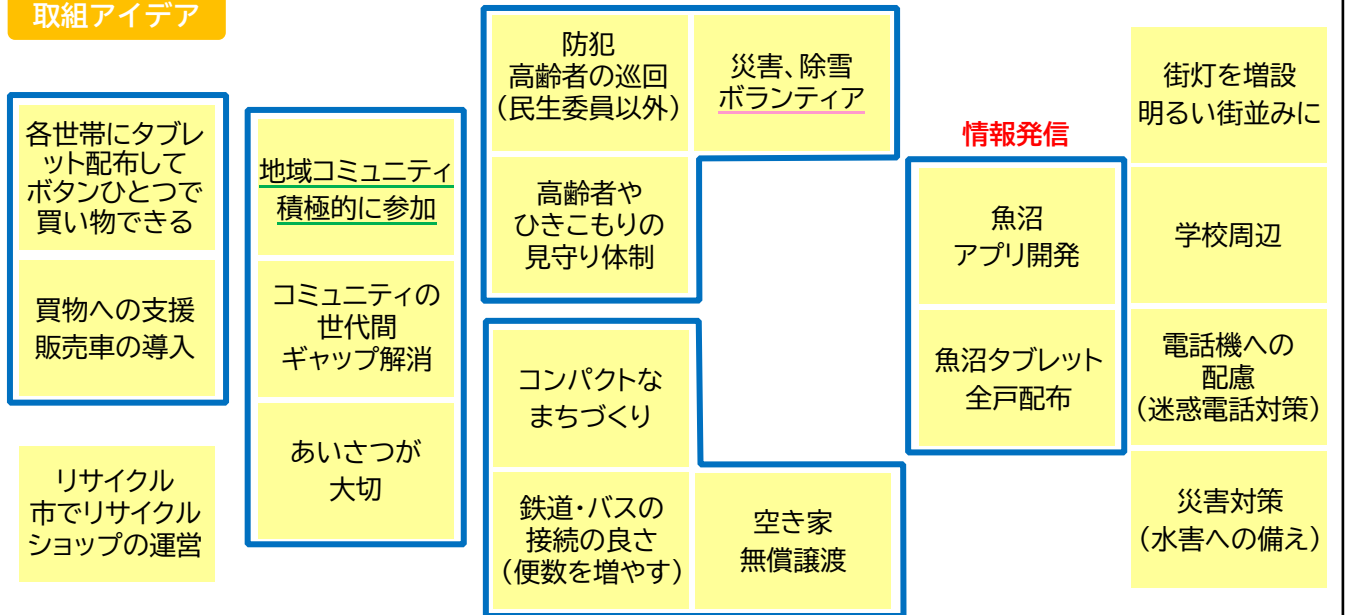 取組アイデア
各世帯にタブレ
ット配布して
ボタンひとつで
買い物できる
買物への支援
販売車の導入
リサイクル
市でリサイクル
ショップの運営
地域コミュニティ
積極的に参加
コミュニティの
世代間
ギャップ解消
あいさつが
大切
防犯
高齢者の巡回
(民生委員以外)
災害、除雪
ボランティア
高齢者や
ひきこもりの
見守り体制
コンパクトな
まちづくり
鉄道・バスの
接続の良さ
(便数を増やす)
空き家
無償譲渡
情報発信
魚沼
アプリ開発
魚沼タブレット
全戸配布
街灯を増設
明るい街並みに
学校周辺
電話機への
配慮
(迷惑電話対策)
災害対策
(水害への備え)